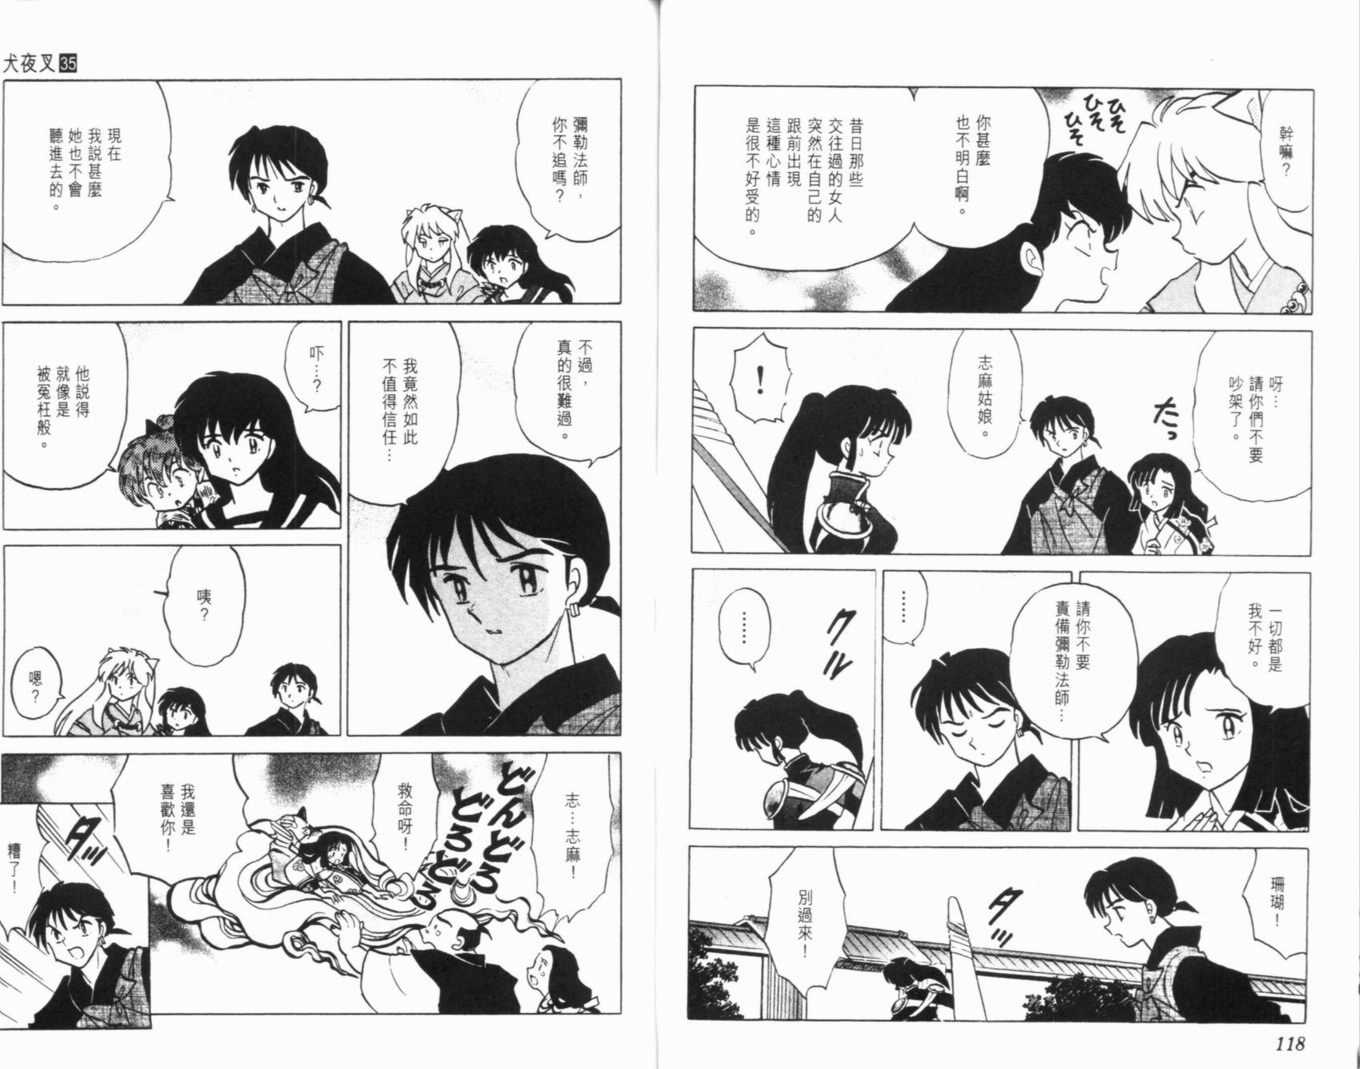 幹嘛？
ひそ
ひそ
ひそ
你甚麼
也不明白啊。
昔日那些
交往過的女人
突然在自己的
跟前出現
這種心情
是很不好受的。
呀…
請你們不要
吵架了。
たっ
志麻姑娘。
！
一切都是
我不好。
請你不要
責備彌勒法師…
……
クルル
……
珊瑚！
タッ
別過來！
118
犬夜叉35
彌勒法師，
你不追嗎？
現在
我説甚麼
她也不會
聽進去的。
不過，
真的很難過。
我竟然如此
不值得信任…
吓…？
他説得
就像是
被冤枉般。
咦？
嗯？
志…志麻！
どんどろ
どろどろ
救命呀！
我還是
喜歡你！
ダッ
糟了！